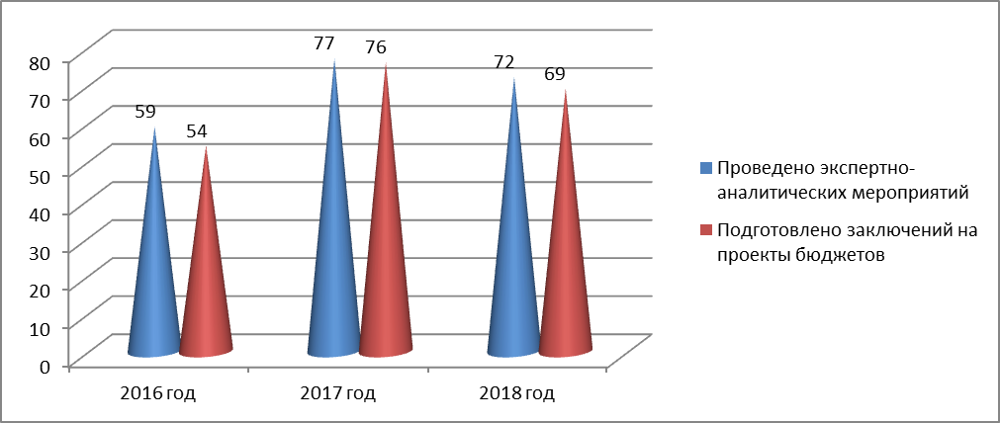 77
76
72
69
59
54
80
70
60
50
40
30
20
10
0
2016 год
2017 год
2018 год
Проведено экспертно-
аналитических мероприятий
Подготовлено заключений на
проекты бюджетов